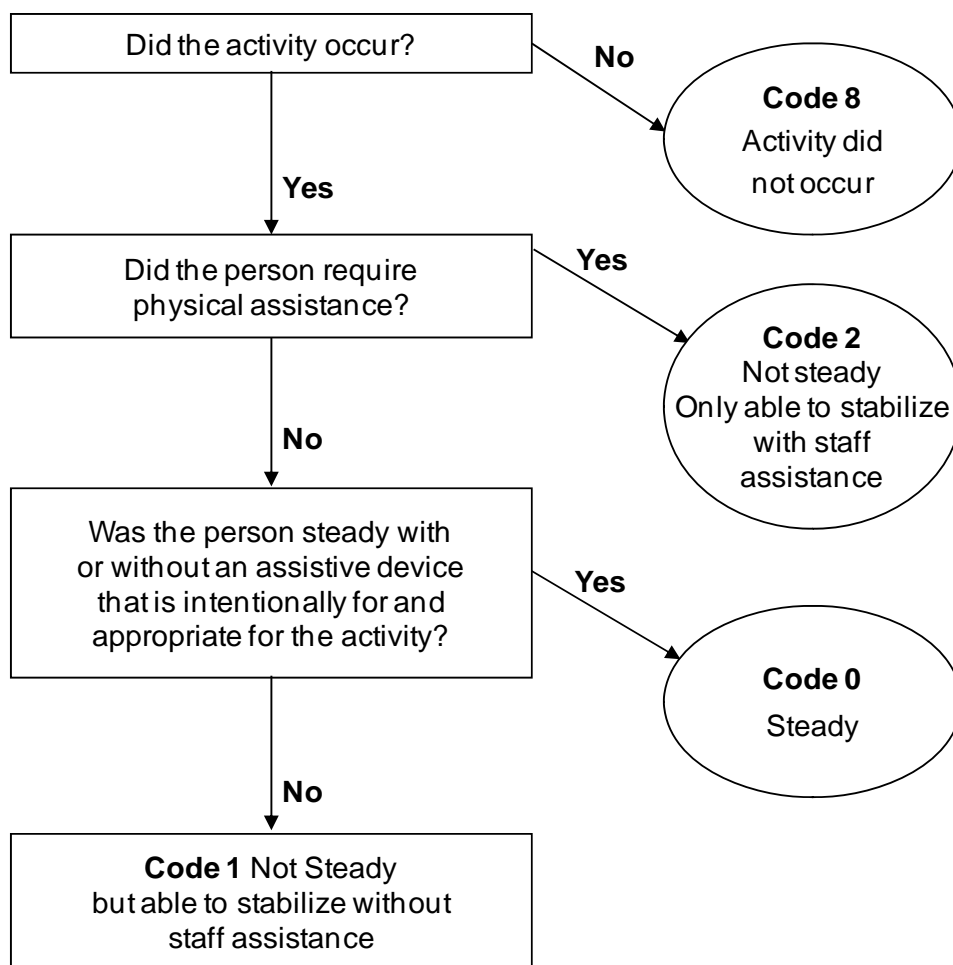 Did the activity occur?
No
Code 8
Activity did
not occur
Yes
Did the person require
physical assistance?
Yes
Code 2
Not steady
Only able to stabilize
with staff
assistance
No
Was the person steady with
or without an assistive device
that is intentionally for and
appropriate for the activity?
Yes
Code 0
Steady
No
Code 1 Not Steady
but able to stabilize without
staff assistance